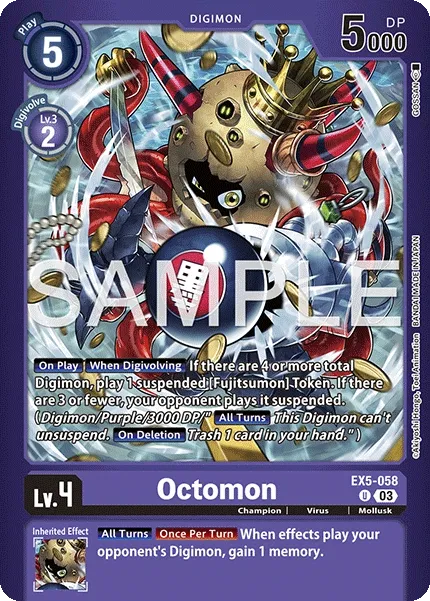 DIGIMON
Play
5
DP
5000
Digivolve
Lv.3
2
SAMPLE
On Play When Digivolving If there are 4 or more total
Digimon, play 1 suspended [Fujitsumon] Token. If there
are 3 or fewer, your opponent plays it suspended.
(Digimon/Purple/3000 DP/" All Turns This Digimon can't
unsuspend. On Deletion Trash 1 card in your hand.")
GOSSAN
©Akiyoshi Hongo, Toei Animation BANDAI MADE IN JAPAN
Lv.4
Octomon
EX5-058
U 03
Champion | Virus | Mollusk
Inherited Effect
All Turns Once Per Turn When effects play your
opponent's Digimon, gain 1 memory.